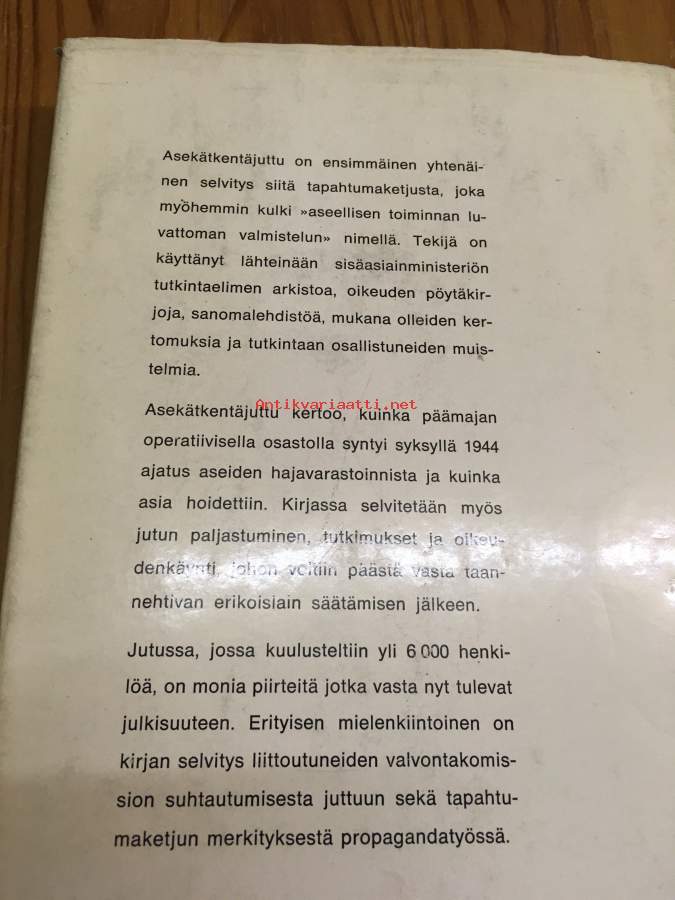 Asekätkentäjuttu on ensimmäinen yhtenäi-
nen selvitys siitä tapahtumaketjusta, joka
myöhemmin kulki »aseellisen toiminnan lu-
vattoman valmistelun» nimellä. Tekijä on
käyttänyt lähteinään sisäasiainministeriön
tutkintaelimen arkistoa, oikeuden pöytäkir-
joja, sanomalehdistöä, mukana olleiden ker-
tomuksia ja tutkintaan osallistuneiden muis-
telmia.
Antikvariaatti.net
Asekätkentäjuttu kertoo, kuinka päämajan
operatiivisella osastolla syntyi syksyllä 1944
ajatus aseiden hajavarastoinnista ja kuinka
asia hoidettiin. Kirjassa selvitetään myös
jutun paljastuminen, tutkimukset ja oikeu-
denkäynti, johon voitiin päästä vasta taan-
nehtivan erikoislain säätämisen jälkeen.
Jutussa, jossa kuulusteltiin yli 6 000 henki-
löä, on monia piirteitä jotka vasta nyt tulevat
julkisuuteen. Erityisen mielenkiintoinen on
kirjan selvitys liittoutuneiden valvontakomis-
sion suhtautumisesta juttuun sekä tapahtu-
maketjun merkityksestä propagandatyössä.